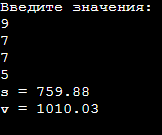 Введите значения:
9
7
7
5
s = 759.88
v = 1010.03